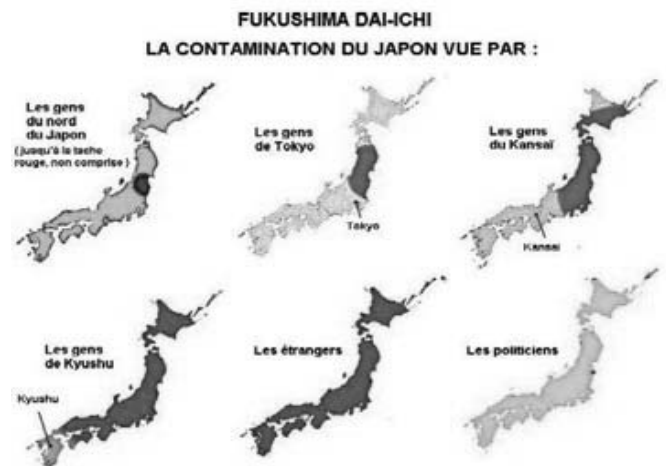 FUKUSHIMA DAI-ICHI
LA CONTAMINATION DU JAPON VUE PAR :
Les gens
du nord
du Japon
( jusqu'à la tache
rouge, non comprise )
Les gens
de Tokyo
Tokyo
Les gens
du Kansaï
Kansai
Les gens
de Kyushu
Kyushu
Les étrangers
Les politiciens